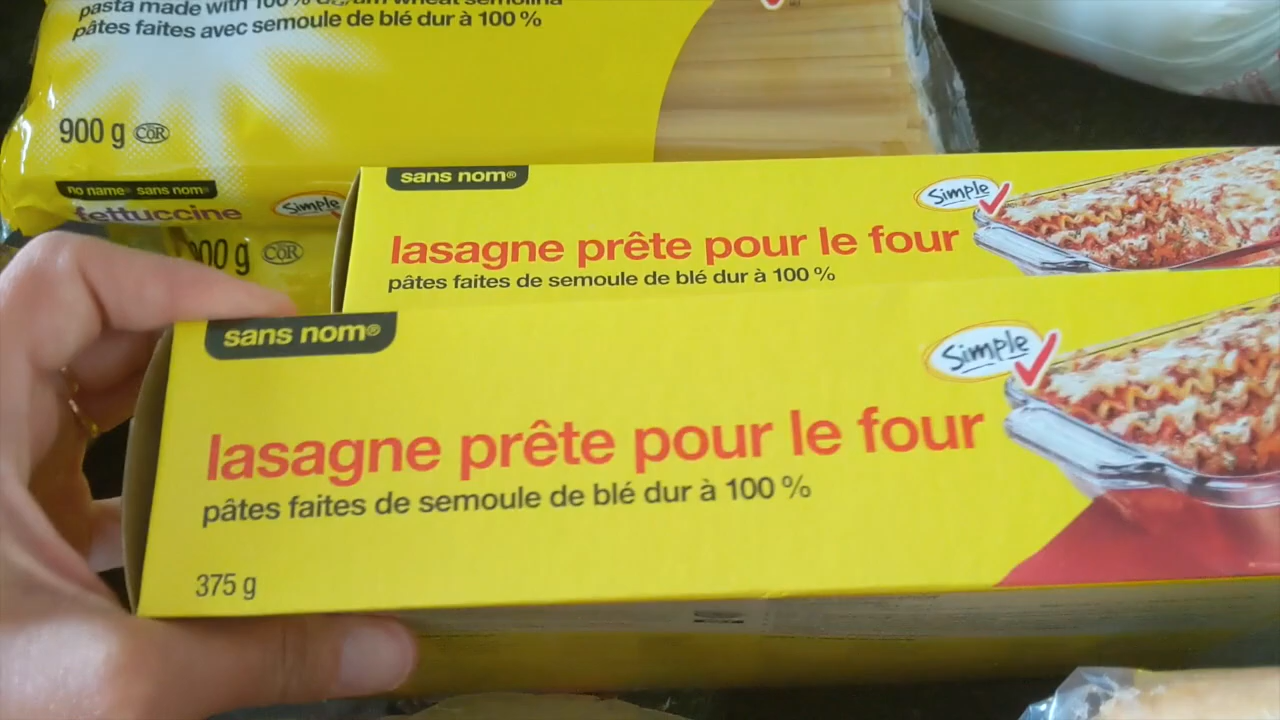 pasta made with 100% durum wheat semolina
pâtes faites avec semoule de blé dur à 100 %
900 g COR
no name® sans nom®
fettuccine Simple
900 g COR
sans nom®
Simple
lasagne prête pour le four
pâtes faites de semoule de blé dur à 100 %
sans nom®
Simple
lasagne prête pour le four
pâtes faites de semoule de blé dur à 100 %
375 g